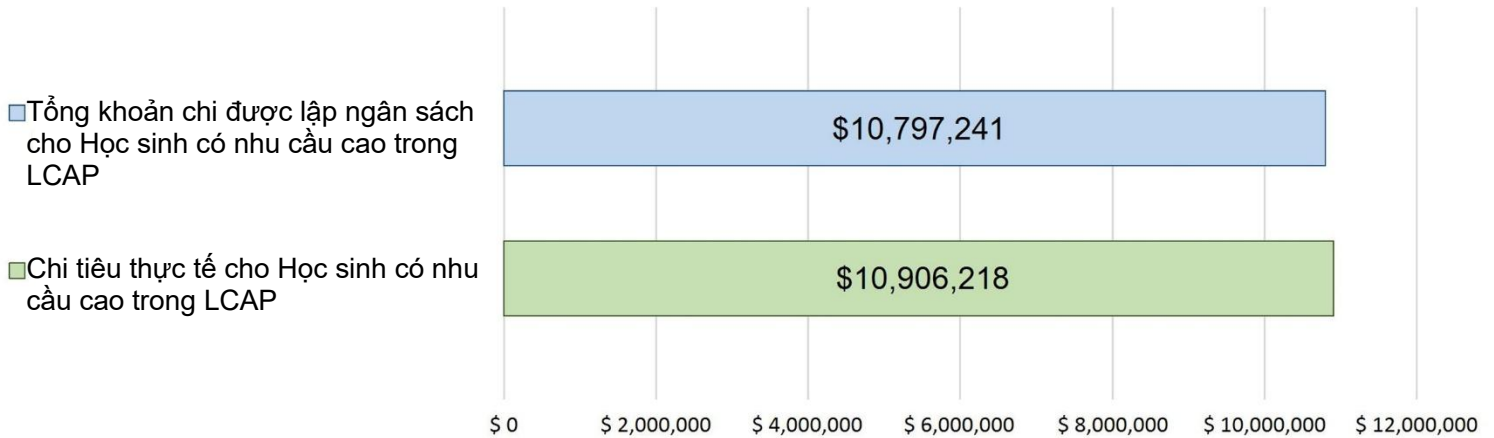 Tổng khoản chi được lập ngân sách
cho Học sinh có nhu cầu cao trong
LCAP
$10,797,241
Chi tiêu thực tế cho Học sinh có nhu
cầu cao trong LCAP
$10,906,218
$ 0 $ 2,000,000 $ 4,000,000 $ 6,000,000 $ 8,000,000 $ 10,000,000 $ 12,000,000